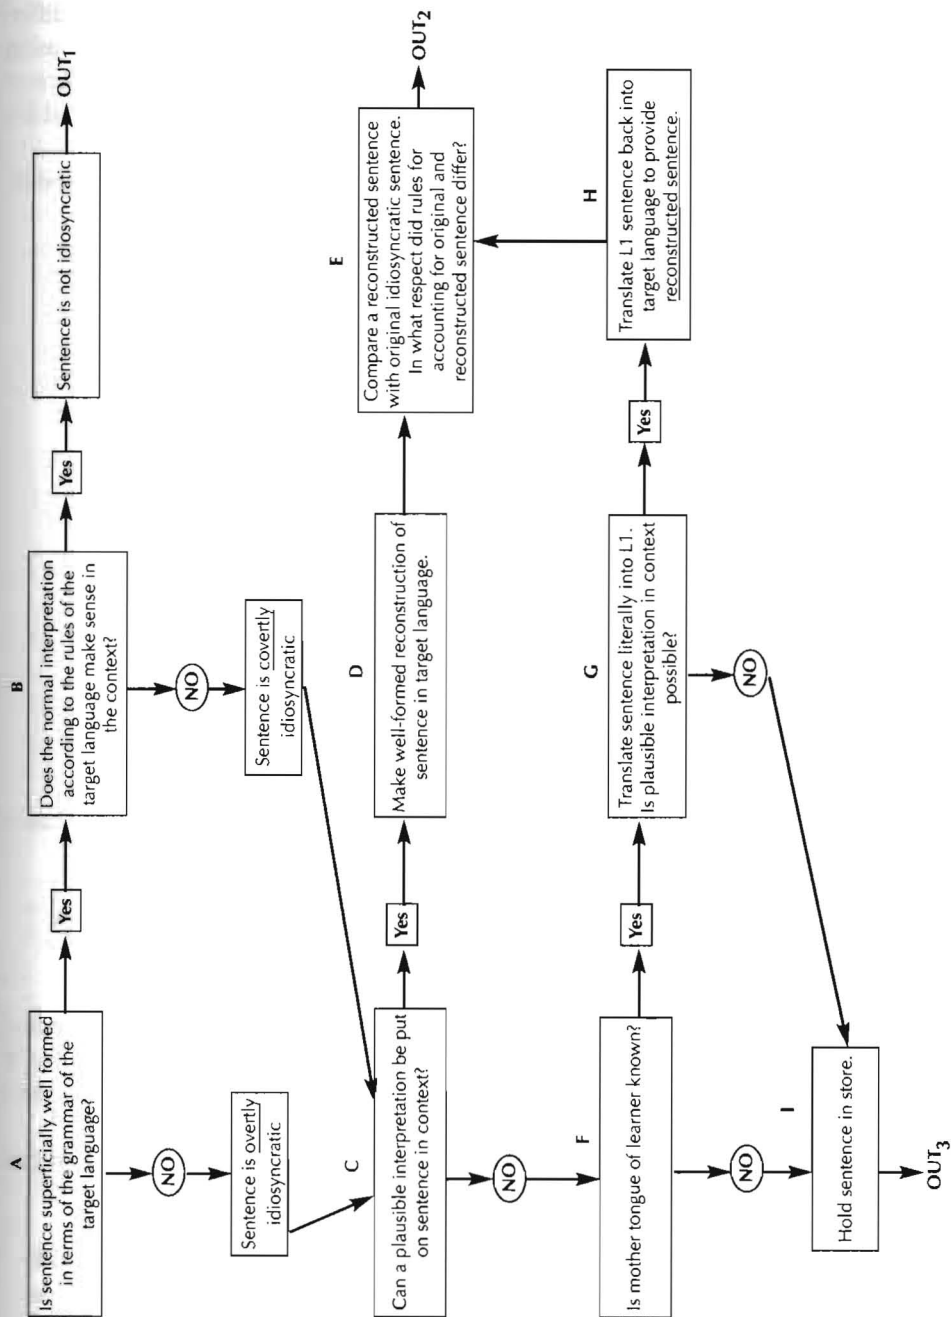 A
Is sentence superficially well formed
in terms of the grammar of the
target language?
Yes
B
Does the normal interpretation
according to the rules of the
target language make sense in
the context?
Yes
Sentence is not idiosyncratic
OUT1
NO
Sentence is overtly
idiosyncratic
NO
Sentence is covertly
idiosyncratic
C
Can a plausible interpretation be put
on sentence in context?
Yes
D
Make well-formed reconstruction of
sentence in target language.
E
Compare a reconstructed sentence
with original idiosyncratic sentence.
In what respect did rules for
accounting for original and
reconstructed sentence differ?
OUT2
NO
F
Is mother tongue of learner known?
Yes
G
Translate sentence literally into L1.
Is plausible interpretation in context
possible?
Yes
H
Translate L1 sentence back into
target language to provide
reconstructed sentence.
NO
NO
I
Hold sentence in store.
OUT3